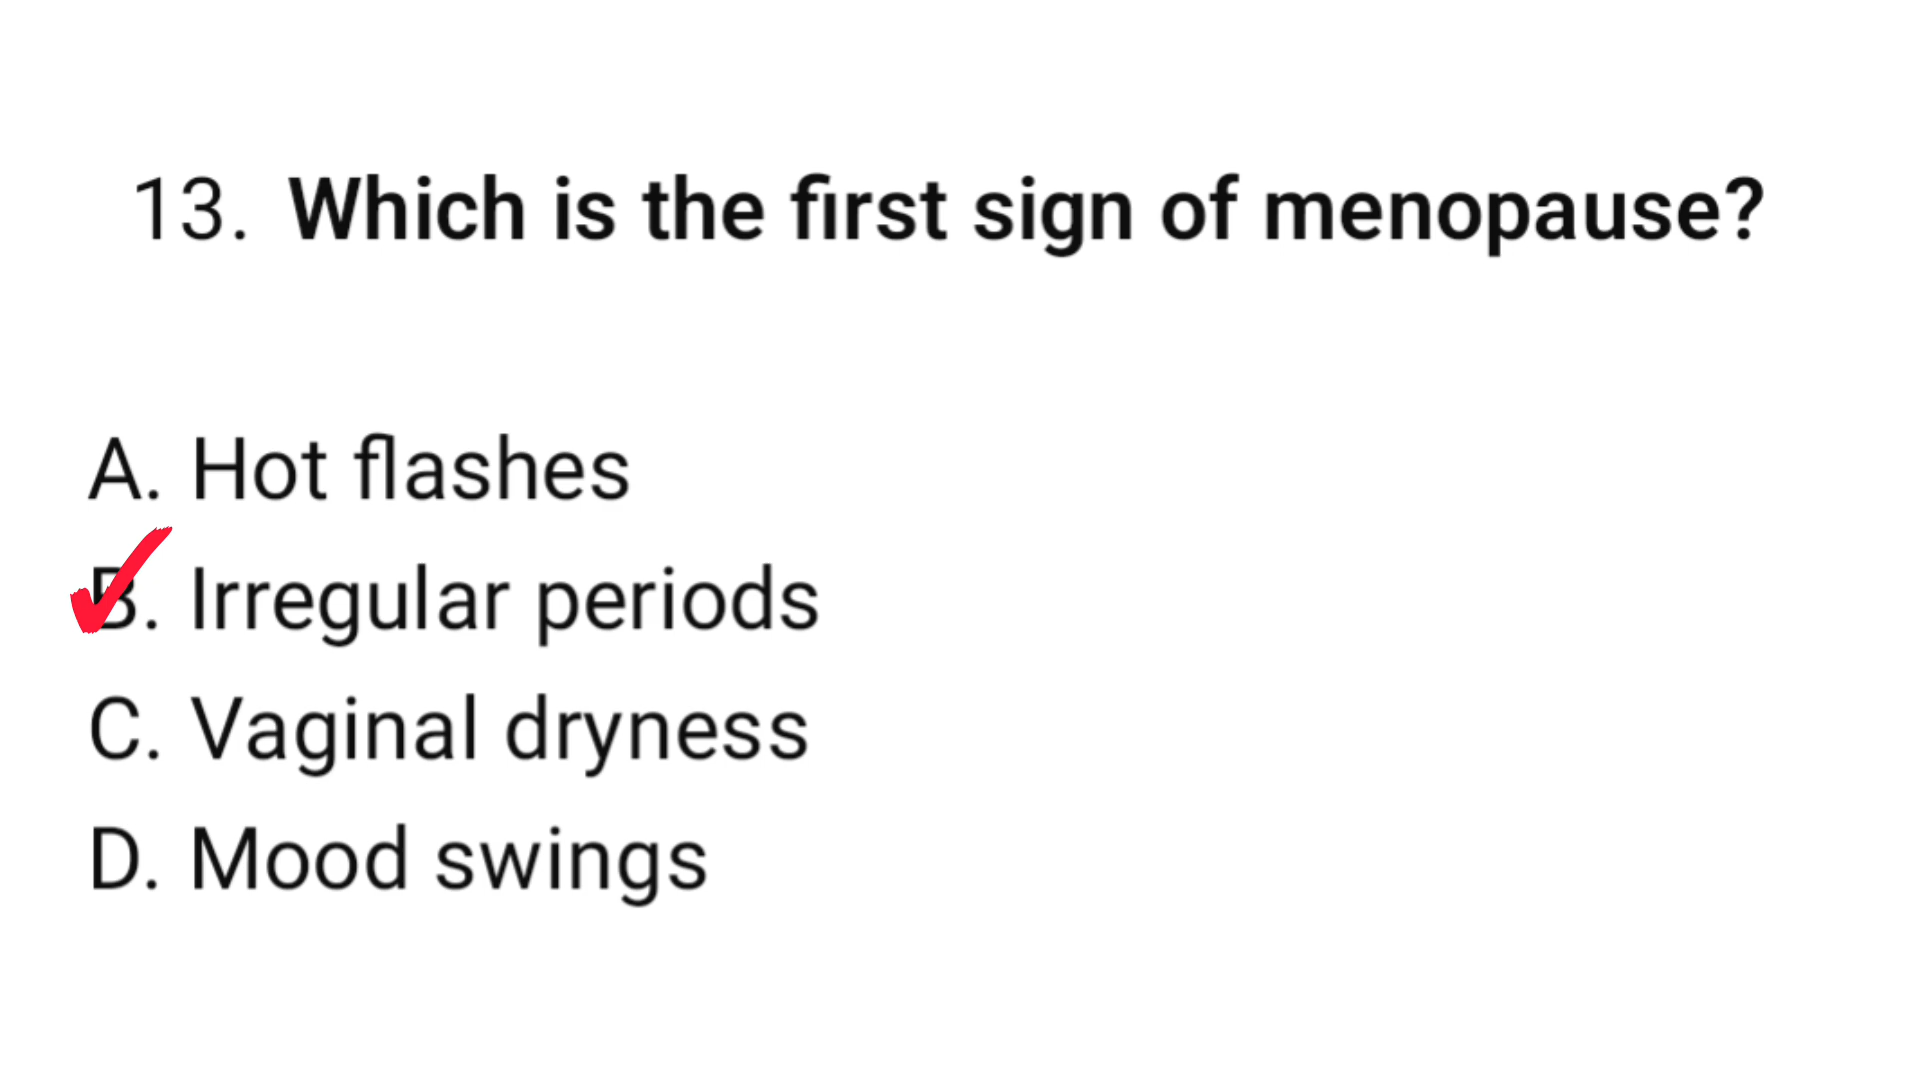 13. Which is the first sign of menopause?
A. Hot flashes
B. Irregular periods
C. Vaginal dryness
D. Mood swings